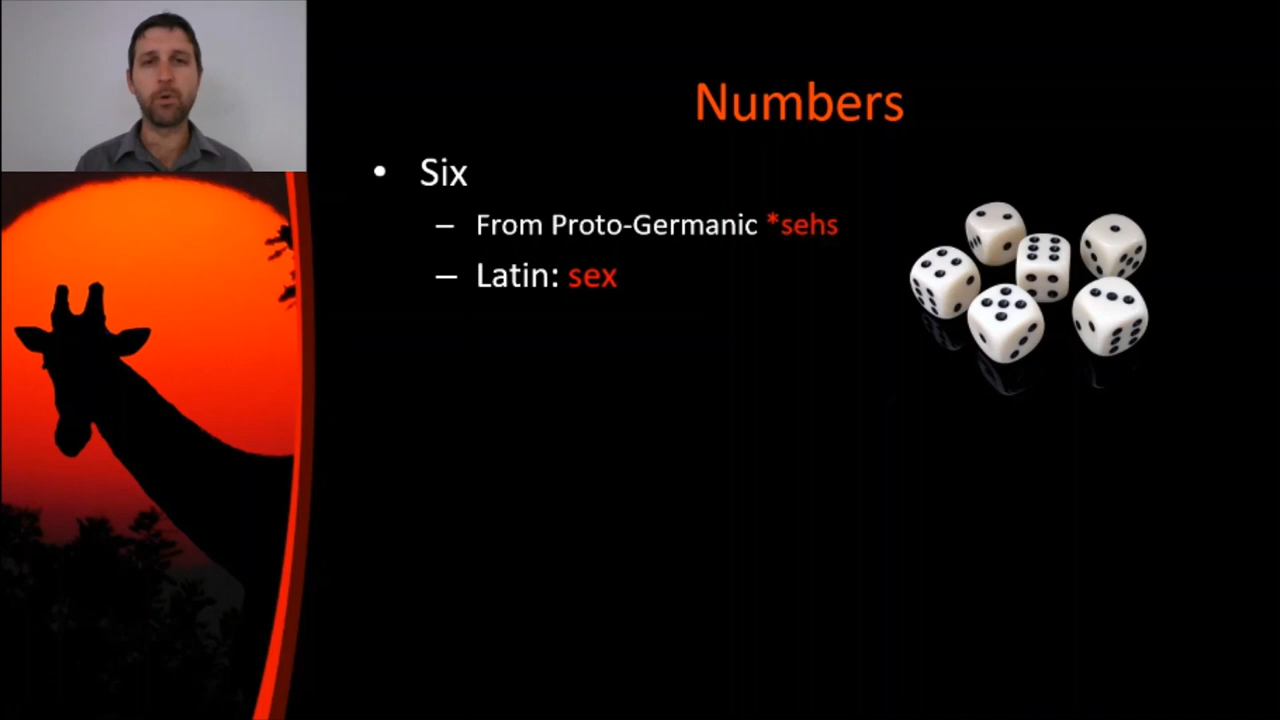 Numbers
• Six
– From Proto-Germanic *sehs
– Latin: sex